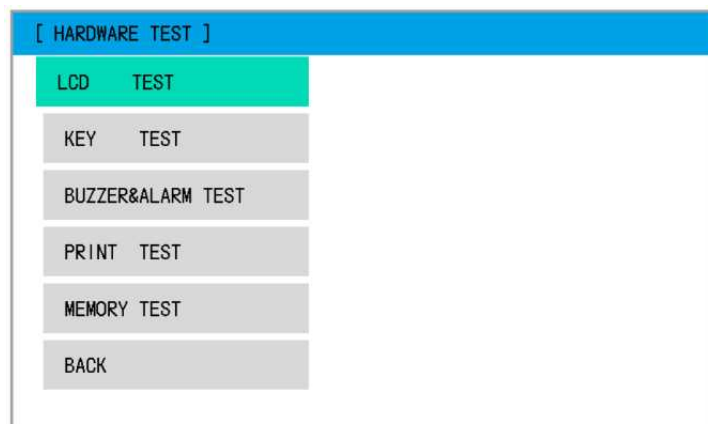 [ HARDWARE TEST ]
LCD TEST
KEY TEST
BUZZER&ALARM TEST
PRINT TEST
MEMORY TEST
BACK